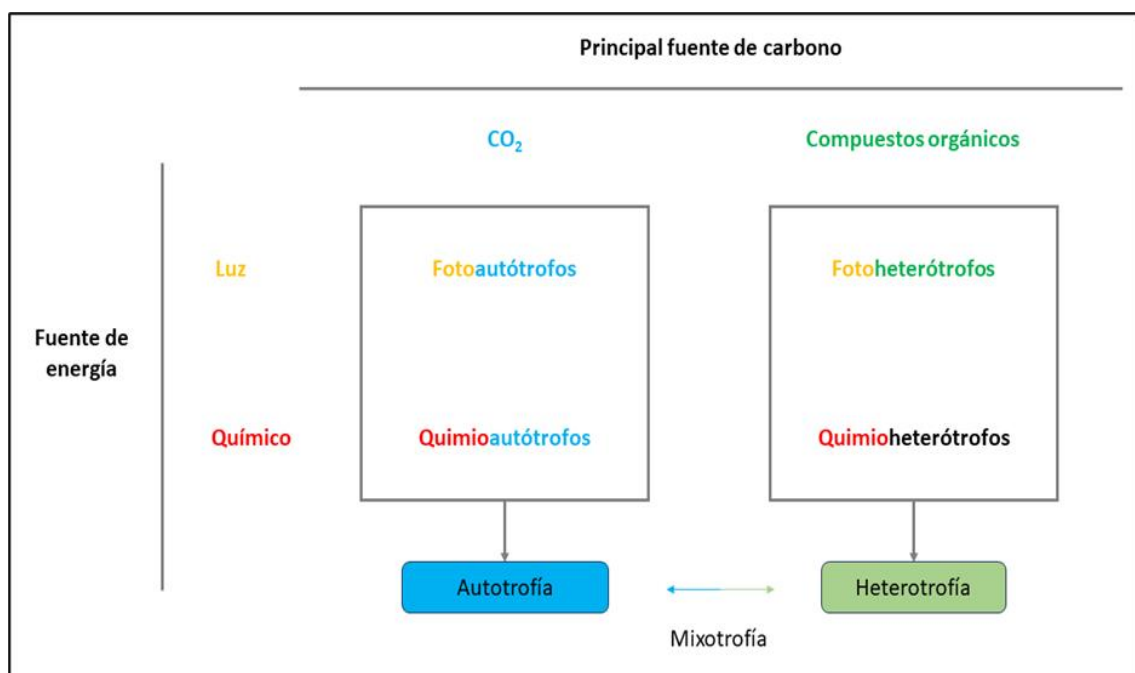 Principal fuente de carbono
CO₂
Compuestos orgánicos
Luz
Fotoautótrofos
Fotoheterótrofos
Fuente de
energía
Químico
Quimioautótrofos
Quimioheterótrofos
Autotrofía
Heterotrofía
Mixotrofía